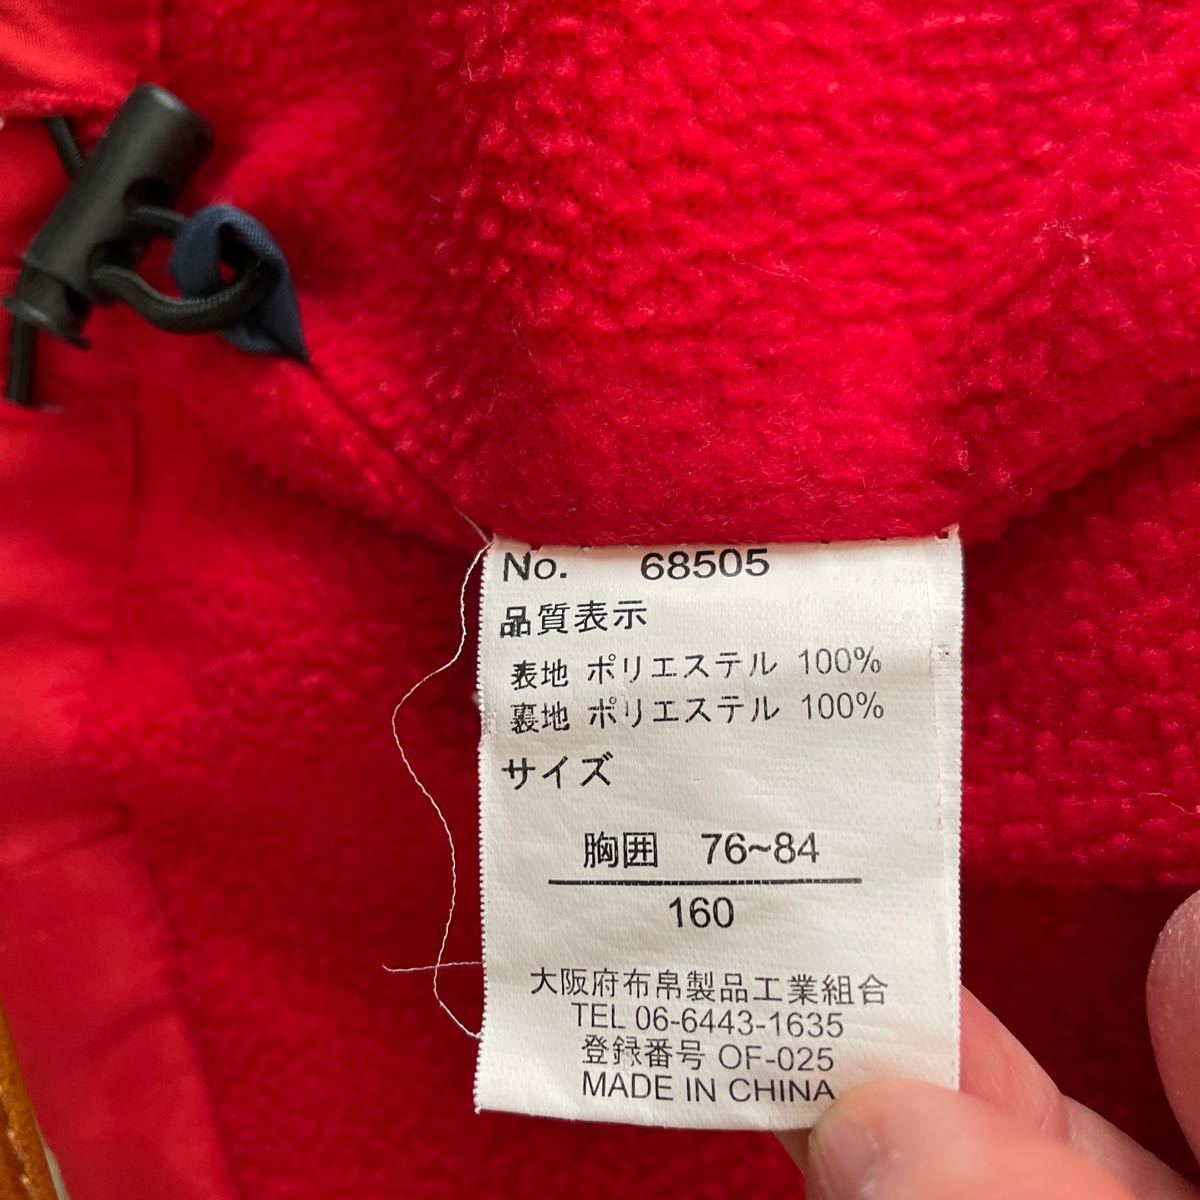 No. 68505
品質表示
表地 ポリエステル 100%
裏地 ポリエステル 100%
サイズ
胸囲 76~84
160
大阪府布帛製品工業組合
TEL 06-6443-1635
登録番号 OF-025
MADE IN CHINA